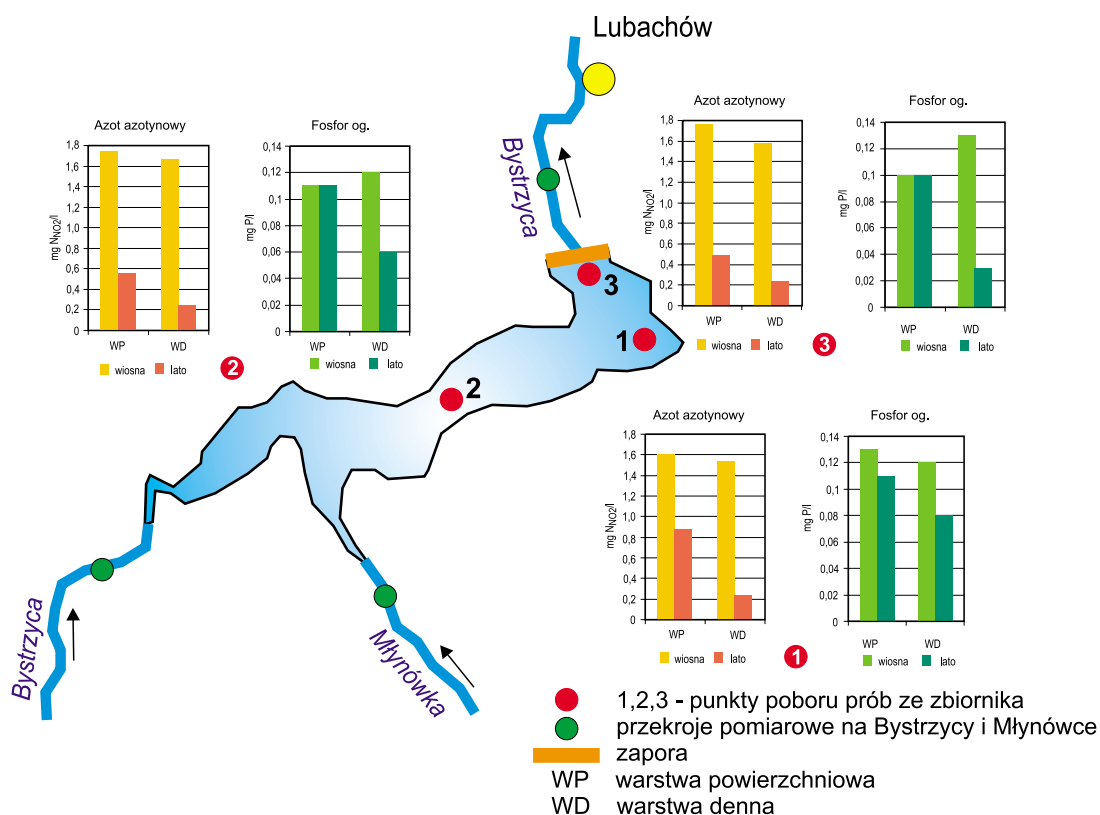 Lubachów
Bystrzyca
Azot azotynowy
mg NNO2/l
1,8
1,6
1,4
1,2
1,0
0,8
0,6
0,4
0,2
0
WP WD
wiosna lato
Fosfor og.
mg P/l
0,14
0,12
0,1
0,08
0,06
0,04
0,02
0
WP WD
wiosna lato
2
Azot azotynowy
mg NNO2/l
1,8
1,6
1,4
1,2
1,0
0,8
0,6
0,4
0,2
0
WP WD
wiosna lato
Fosfor og.
mg P/l
0,14
0,12
0,1
0,08
0,06
0,04
0,02
0
WP WD
wiosna lato
3
3
1
2
Azot azotynowy
mg NNO2/l
1,8
1,6
1,4
1,2
1,0
0,8
0,6
0,4
0,2
0
WP WD
wiosna lato
Fosfor og.
mg P/l
0,14
0,12
0,1
0,08
0,06
0,04
0,02
0
WP WD
wiosna lato
1
Bystrzyca
Młynówka
1,2,3 - punkty poboru prób ze zbiornika
przekroje pomiarowe na Bystrzycy i Młynówce
zapora
WP warstwa powierzchniowa
WD warstwa denna